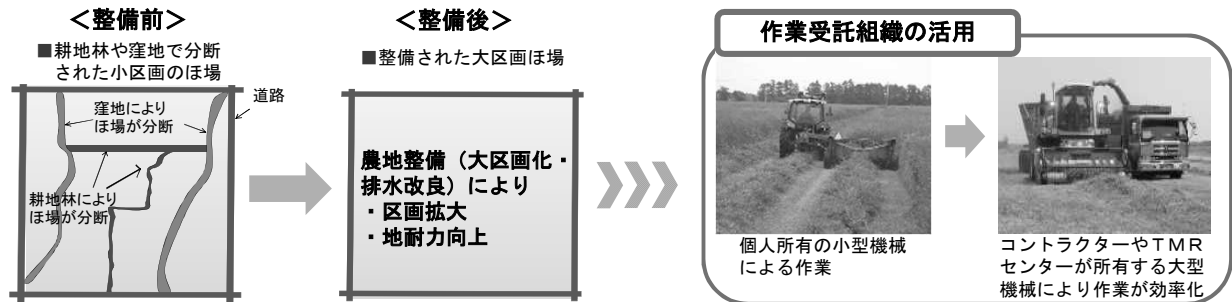 ＜整備前＞
■耕地林や窪地で分断
された小区画のほ場
道路
窪地により
ほ場が分断
耕地林により
ほ場が分断
＜整備後＞
■整備された大区画ほ場
農地整備（大区画化・
排水改良）により
・区画拡大
・地耐力向上
作業受託組織の活用
個人所有の小型機械
による作業
コントラクターやＴＭＲ
センターが所有する大型
機械により作業が効率化